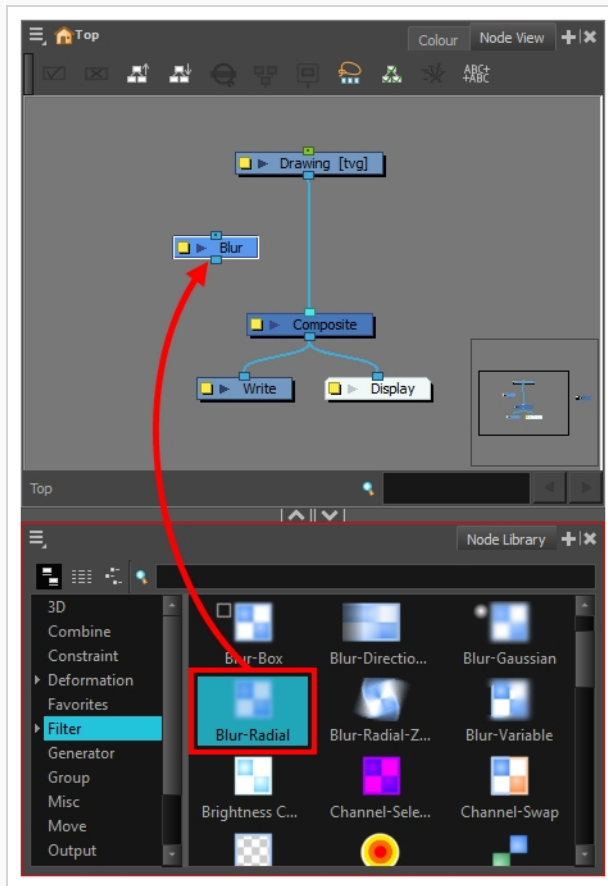 Top
Colour
Node View
ABC+
+ABC
Drawing [tvg]
Blur
Composite
Write
Display
Top
Node Library
3D
Combine
Constraint
Deformation
Favorites
Filter
Generator
Group
Misc
Move
Output
Blur-Box
Blur-Directio...
Blur-Gaussian
Blur-Radial
Blur-Radial-Z...
Blur-Variable
Brightness C...
Channel-Sele...
Channel-Swap